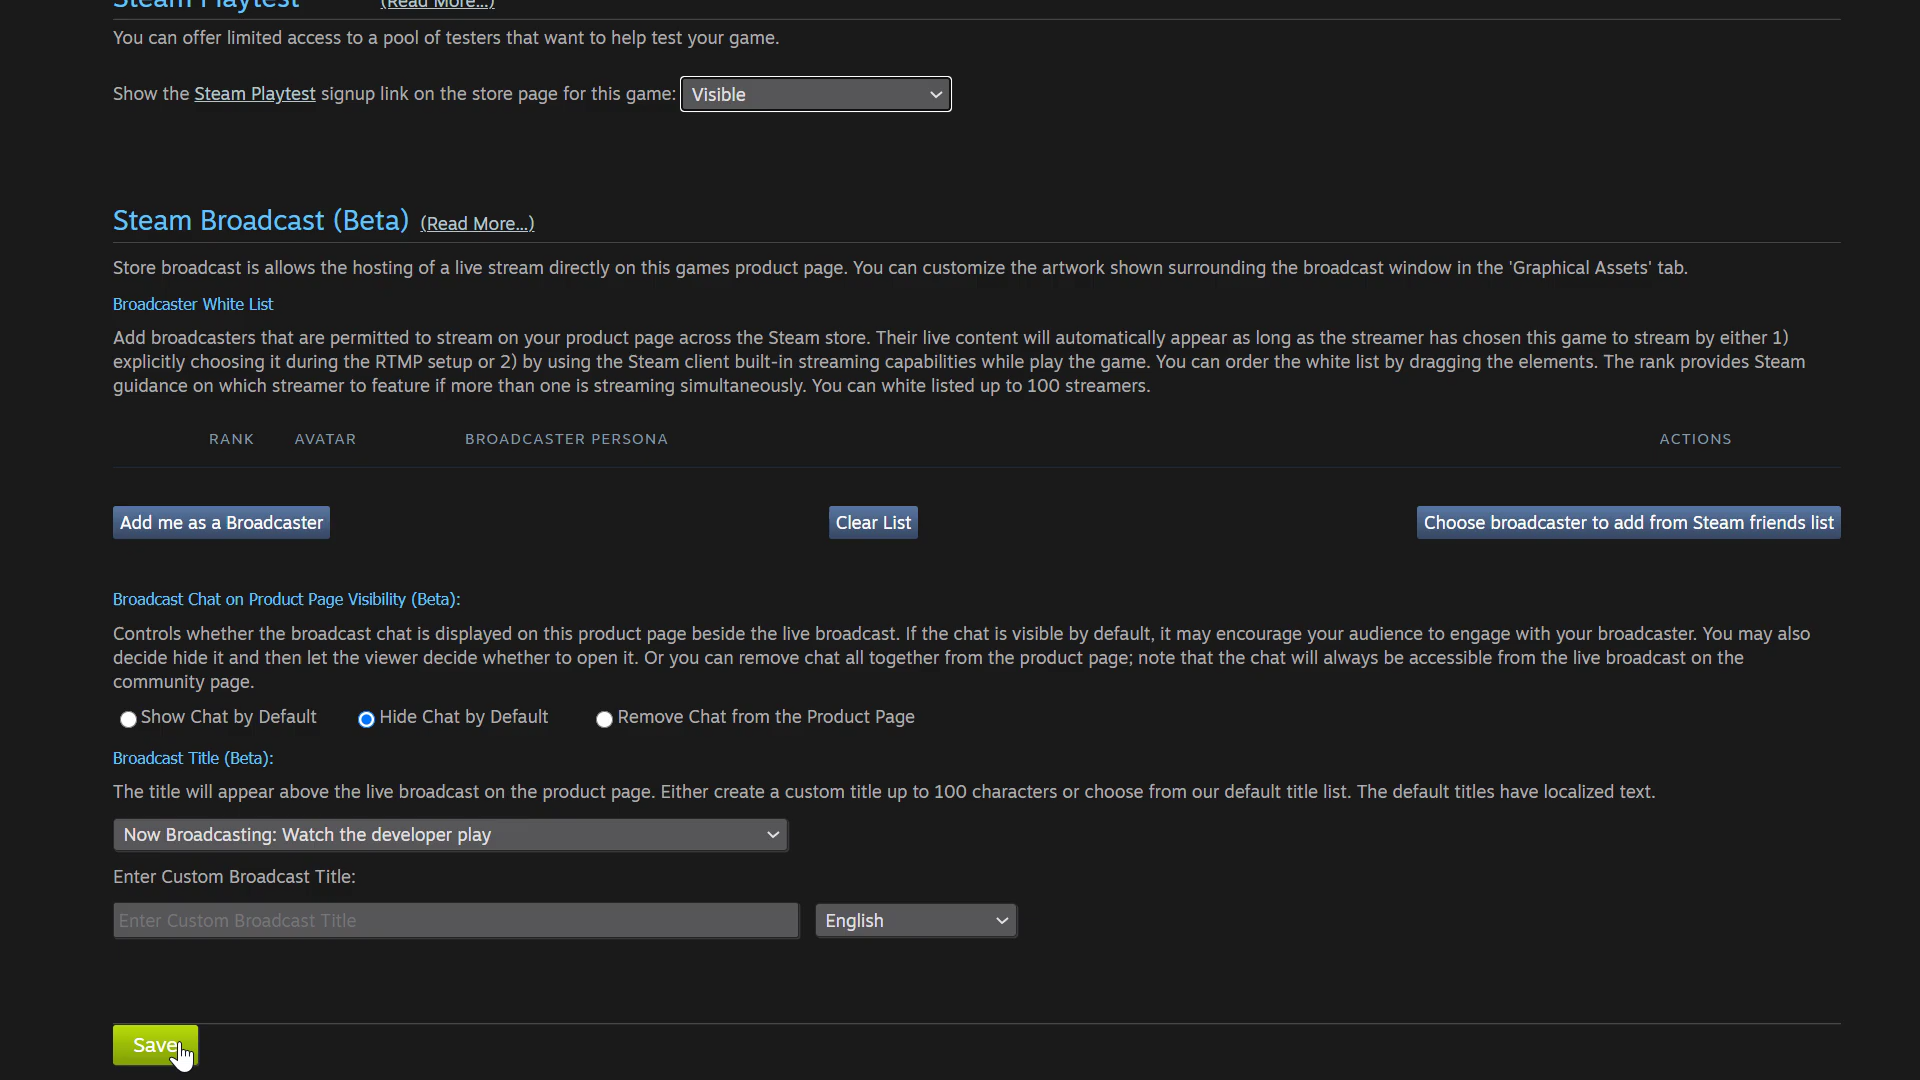 Steam Playtest (Read More...)
You can offer limited access to a pool of testers that want to help test your game.
Show the Steam Playtest signup link on the store page for this game: Visible
Steam Broadcast (Beta) (Read More...)
Store broadcast is allows the hosting of a live stream directly on this games product page. You can customize the artwork shown surrounding the broadcast window in the 'Graphical Assets' tab.
Broadcaster White List
Add broadcasters that are permitted to stream on your product page across the Steam store. Their live content will automatically appear as long as the streamer has chosen this game to stream by either 1)
explicitly choosing it during the RTMP setup or 2) by using the Steam client built-in streaming capabilities while play the game. You can order the white list by dragging the elements. The rank provides Steam
guidance on which streamer to feature if more than one is streaming simultaneously. You can white listed up to 100 streamers.
RANK AVATAR BROADCASTER PERSONA ACTIONS
Add me as a Broadcaster Clear List Choose broadcaster to add from Steam friends list
Broadcast Chat on Product Page Visibility (Beta):
Controls whether the broadcast chat is displayed on this product page beside the live broadcast. If the chat is visible by default, it may encourage your audience to engage with your broadcaster. You may also
decide hide it and then let the viewer decide whether to open it. Or you can remove chat all together from the product page; note that the chat will always be accessible from the live broadcast on the
community page.
Show Chat by Default Hide Chat by Default Remove Chat from the Product Page
Broadcast Title (Beta):
The title will appear above the live broadcast on the product page. Either create a custom title up to 100 characters or choose from our default title list. The default titles have localized text.
Now Broadcasting: Watch the developer play
Enter Custom Broadcast Title:
Enter Custom Broadcast Title English
Save